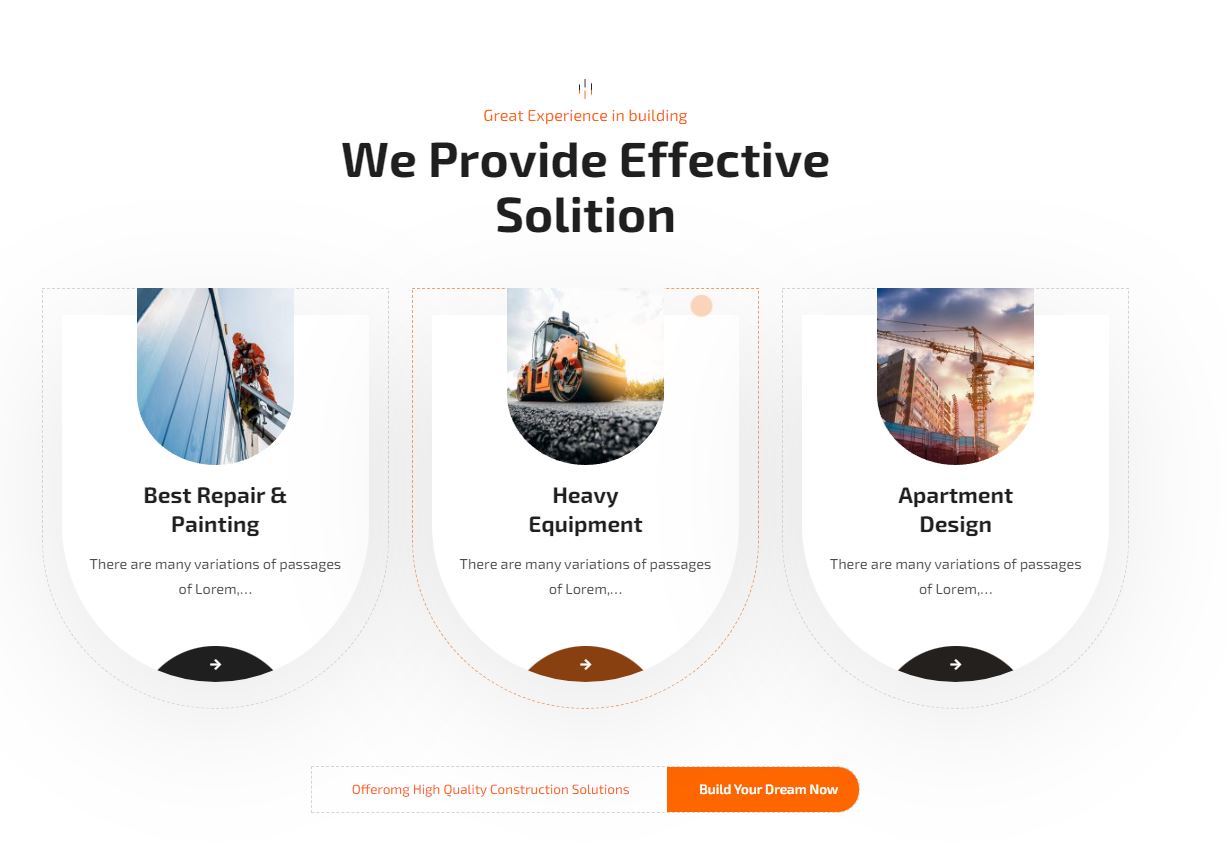 Great Experience in building
We Provide Effective
Solition
Best Repair &
Painting
There are many variations of passages
of Lorem,...
Heavy
Equipment
There are many variations of passages
of Lorem,...
Apartment
Design
There are many variations of passages
of Lorem,...
Offeromg High Quality Construction Solutions
Build Your Dream Now